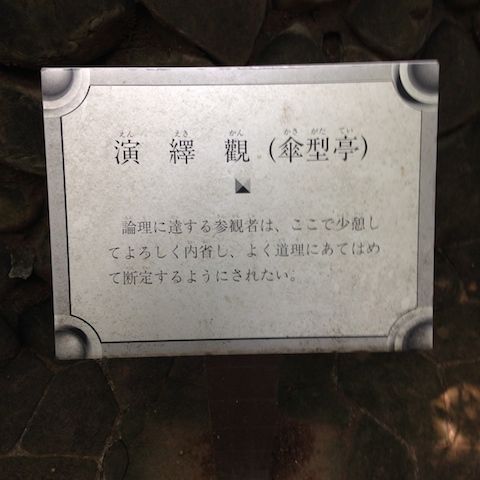 えん えき かん かさ がた てい
演繹觀(傘型亭)
論理に達する参観者は、ここで少憩し
てよろしく内省し、よく道理にあてはめ
て断定するようにされたい。